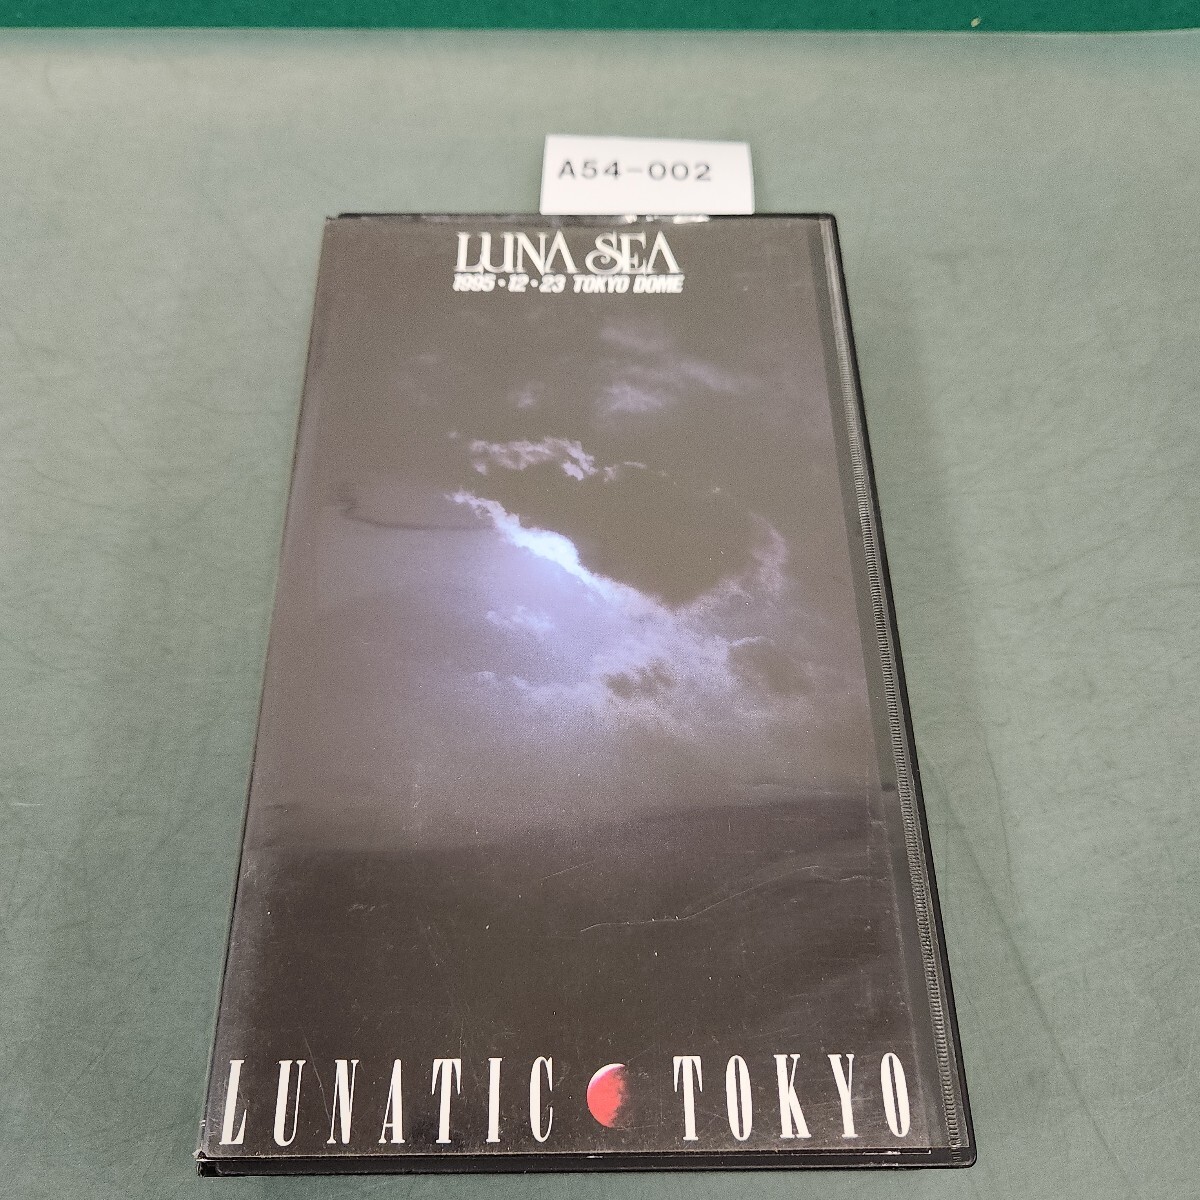 A54-002
LUNA SEA
1995・12・23 TOKYO DOME
LUNATIC TOKYO